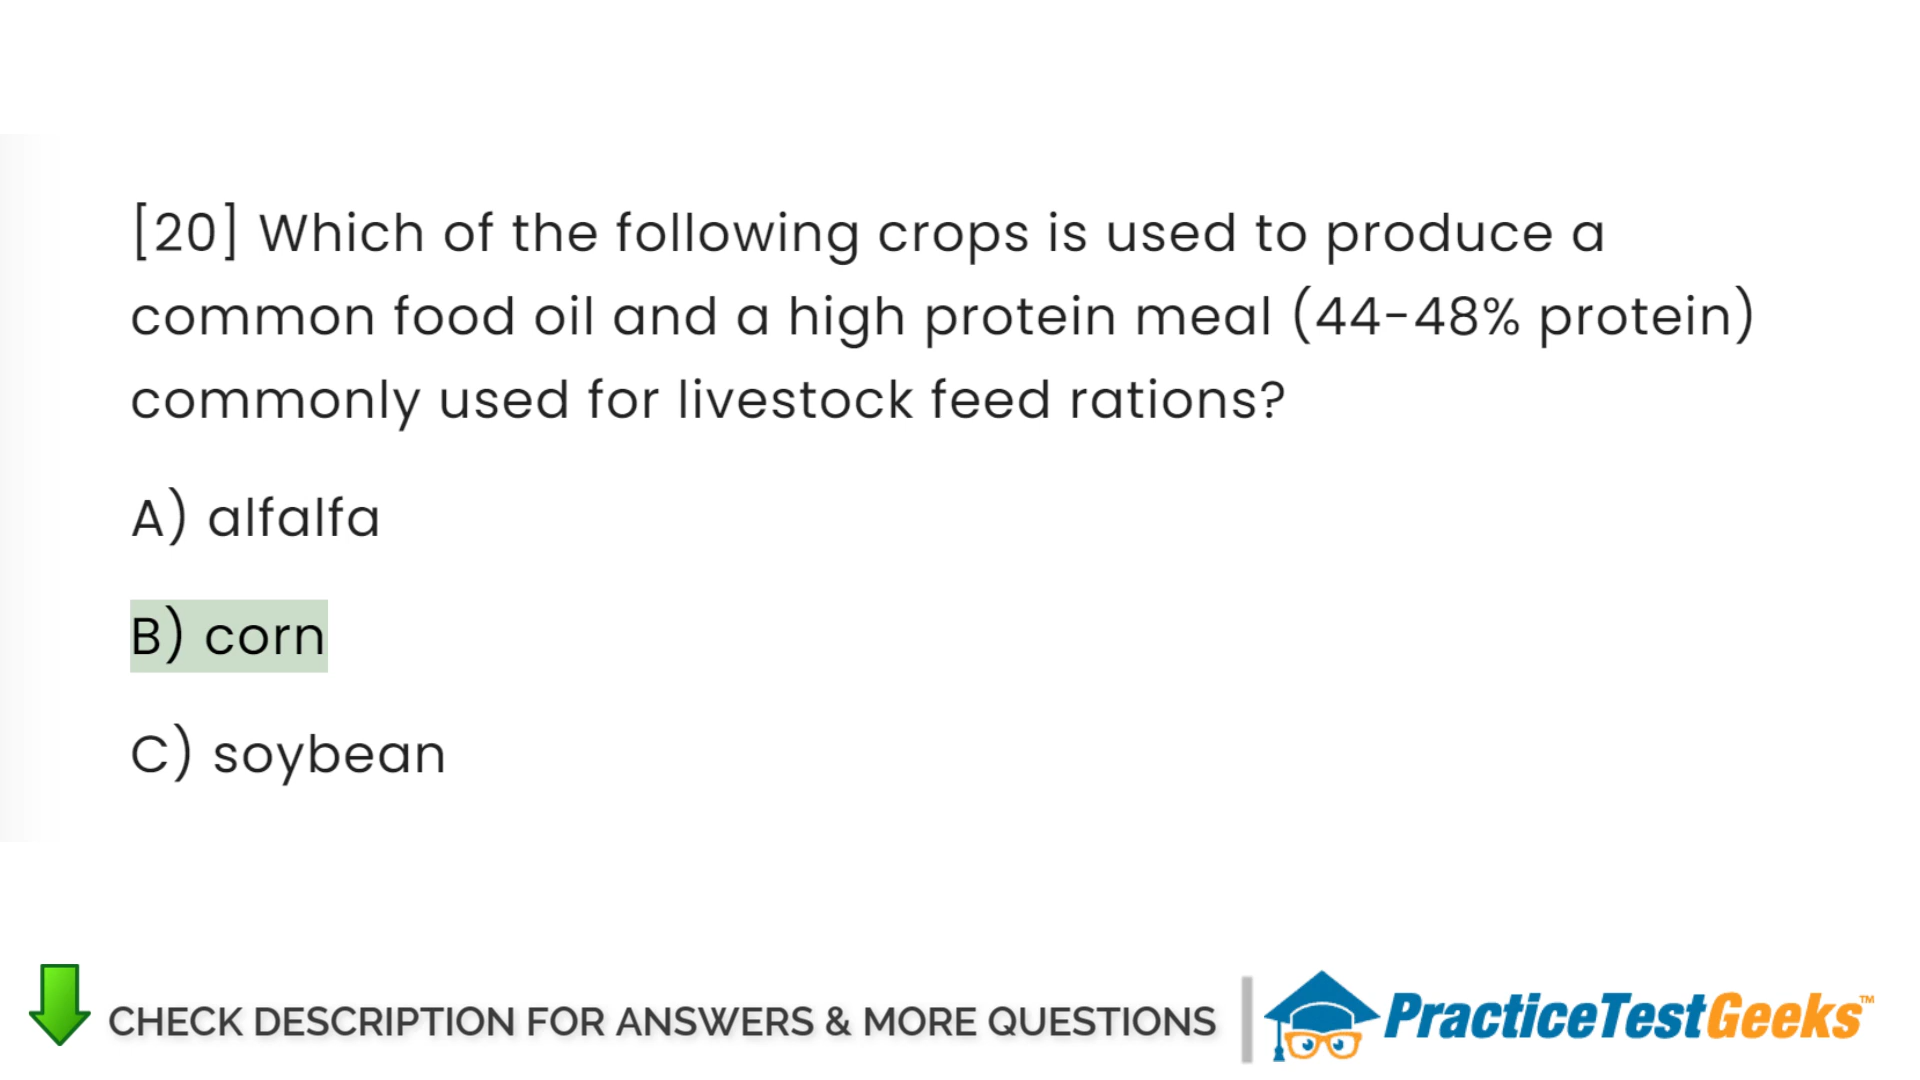 [20] Which of the following crops is used to produce a
common food oil and a high protein meal (44-48% protein)
commonly used for livestock feed rations?
A) alfalfa
B) corn
C) soybean
CHECK DESCRIPTION FOR ANSWERS & MORE QUESTIONS
PracticeTestGeeks™